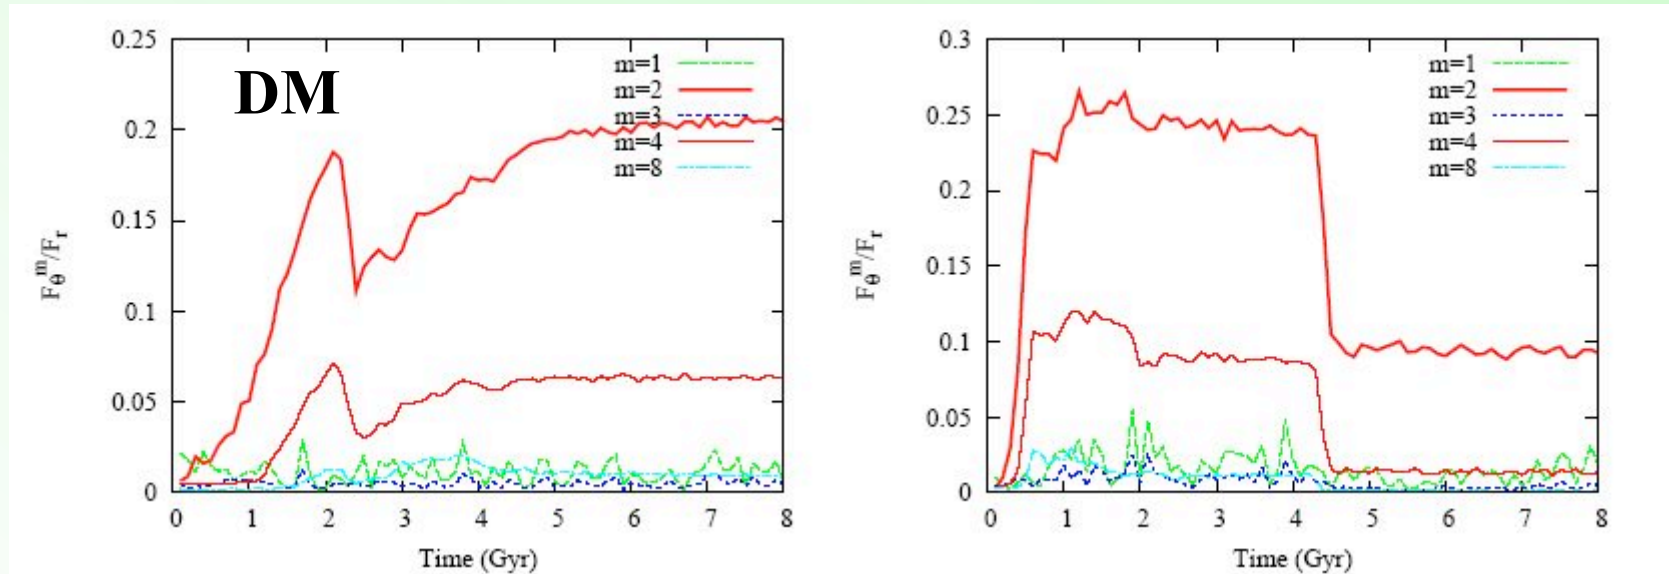 DM
0.25
0.2
0.15
0.1
0.05
0
F_θ^m/F_r
m=1
m=2
m=3
m=4
m=8
0 1 2 3 4 5 6 7 8
Time (Gyr)
0.3
0.25
0.2
0.15
0.1
0.05
0
F_θ^m/F_r
m=1
m=2
m=3
m=4
m=8
0 1 2 3 4 5 6 7 8
Time (Gyr)